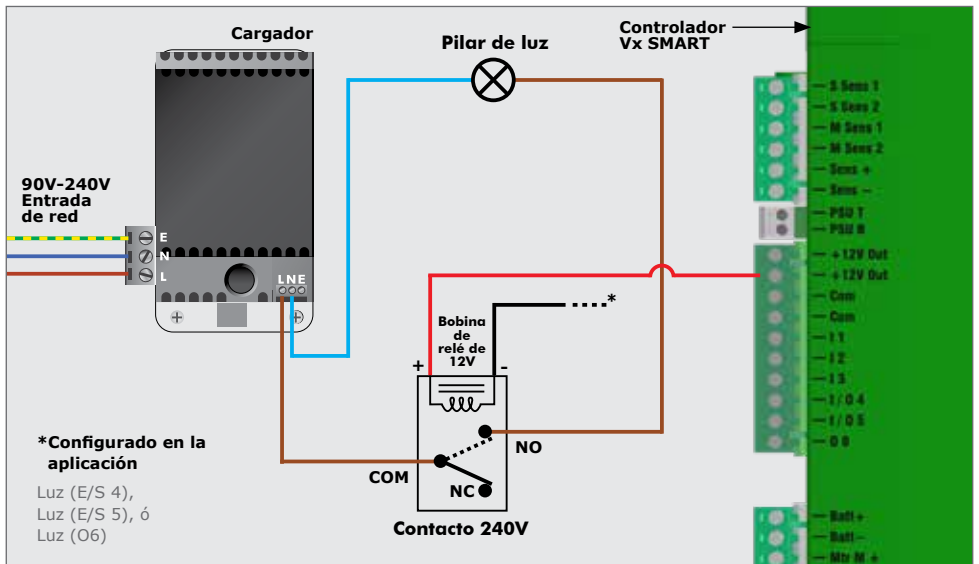 Cargador
Pilar de luz
Controlador
Vx SMART
90V-240V
Entrada
de red
E
N
L
L N E
S Sens 1
S Sens 2
M Sens 1
M Sens 2
Sens +
Sens –
PSU T
PSU R
+12V Out
+12V Out
Com
Com
I 1
I 2
I 3
I / O 4
I / O 5
O 6
Batt+
Batt–
Mtr M +
*
Bobina
de
relé de
12V
+
-
NO
COM
NC
Contacto 240V
*Configurado en la
aplicación
Luz (E/S 4),
Luz (E/S 5), ó
Luz (O6)